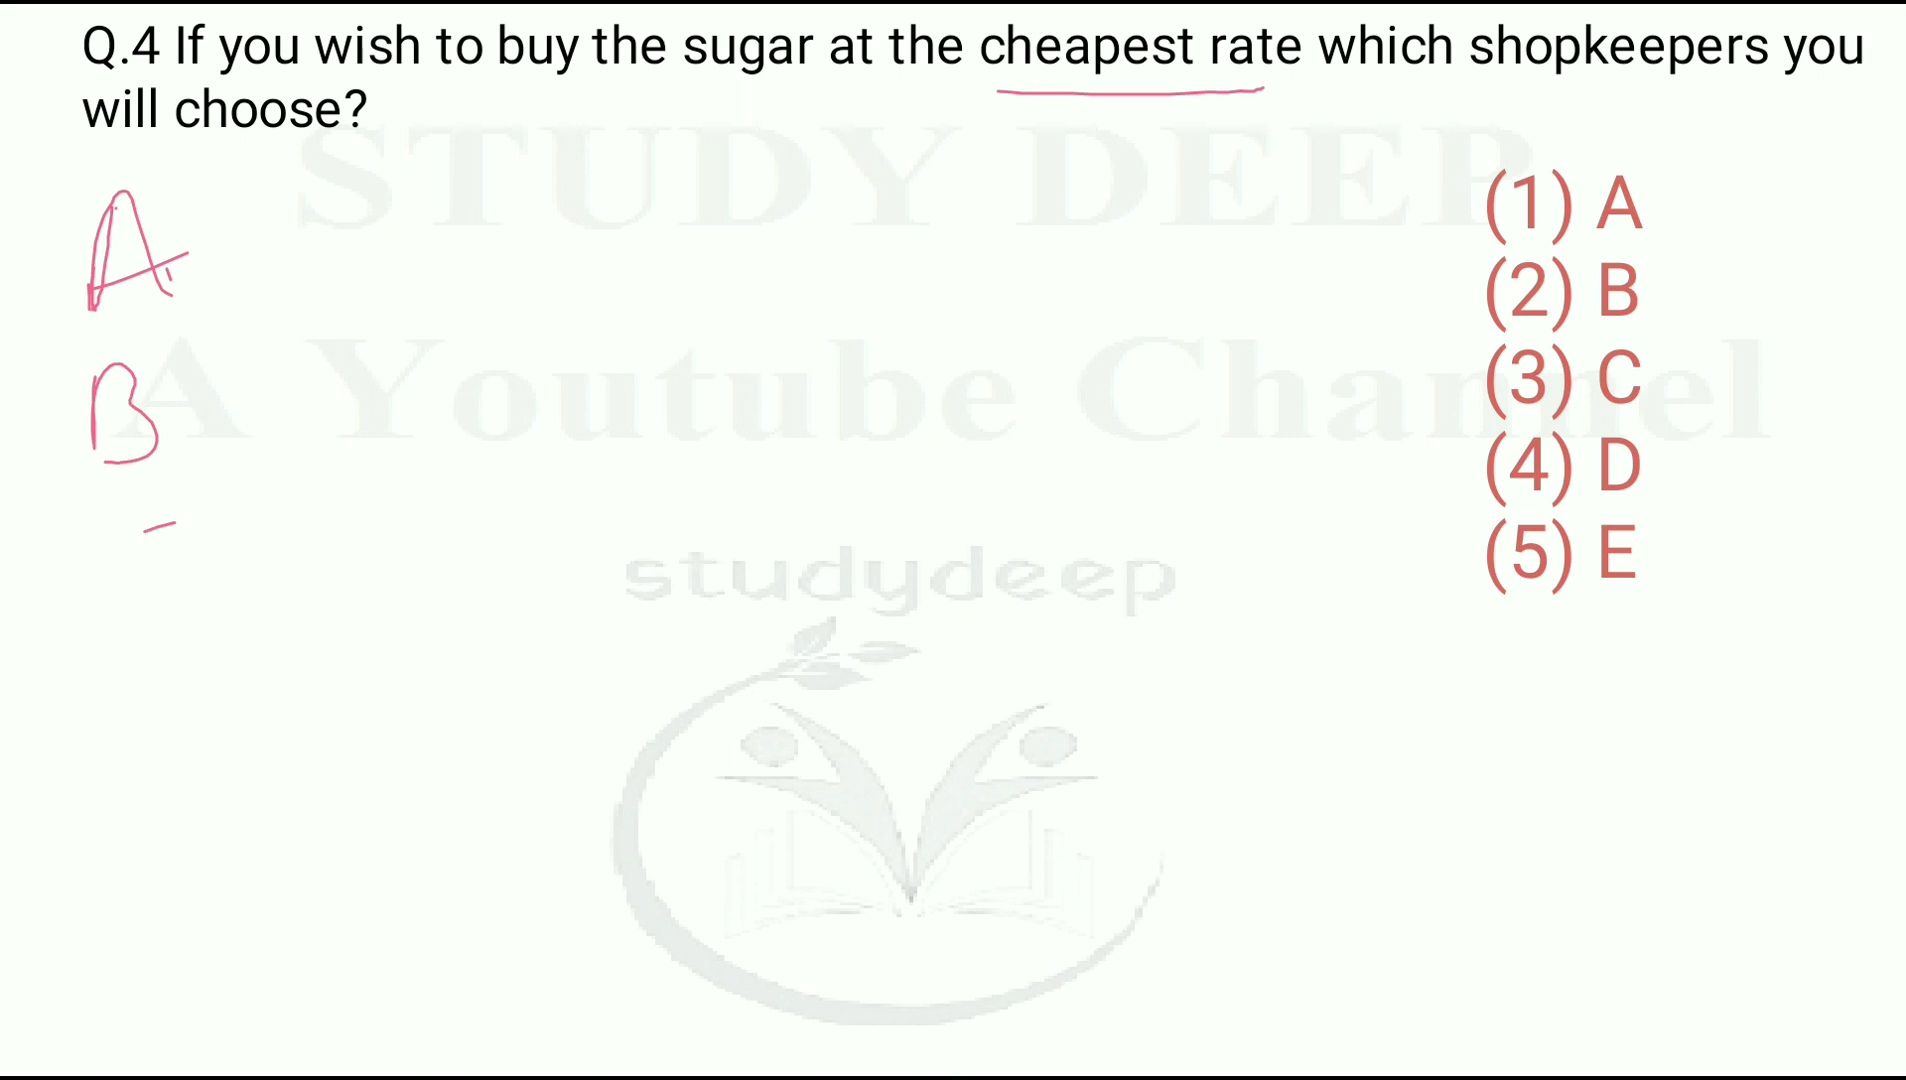 Q.4 If you wish to buy the sugar at the cheapest rate which shopkeepers you
will choose?
STUDY DEEP
A
(1) A
(2) B
A Youtube Channel
B
(3) C
(4) D
(5) E
studydeep